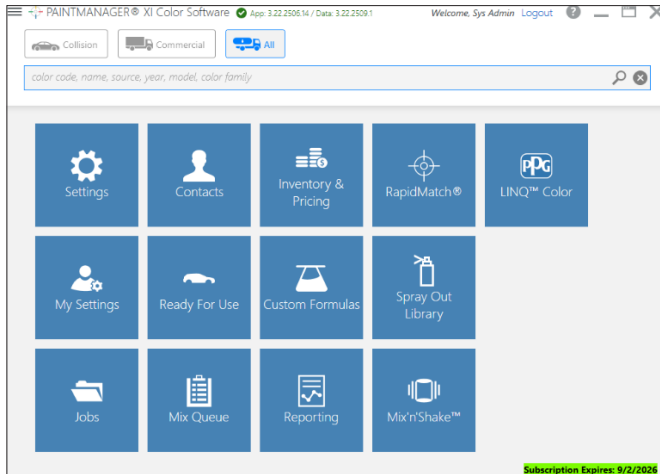 PAINTMANAGER® XI Color Software App: 3.22.2506.14 / Data: 3.22.2509.1 Welcome, Sys Admin Logout ?
Collision Commercial All
color code, name, source, year, model, color family
Settings
Contacts
Inventory &
Pricing
RapidMatch®
PPG
LINQ™ Color
My Settings
Ready For Use
Custom Formulas
Spray Out
Library
Jobs
Mix Queue
Reporting
Mix'n'Shake™
Subscription Expires: 9/2/2026